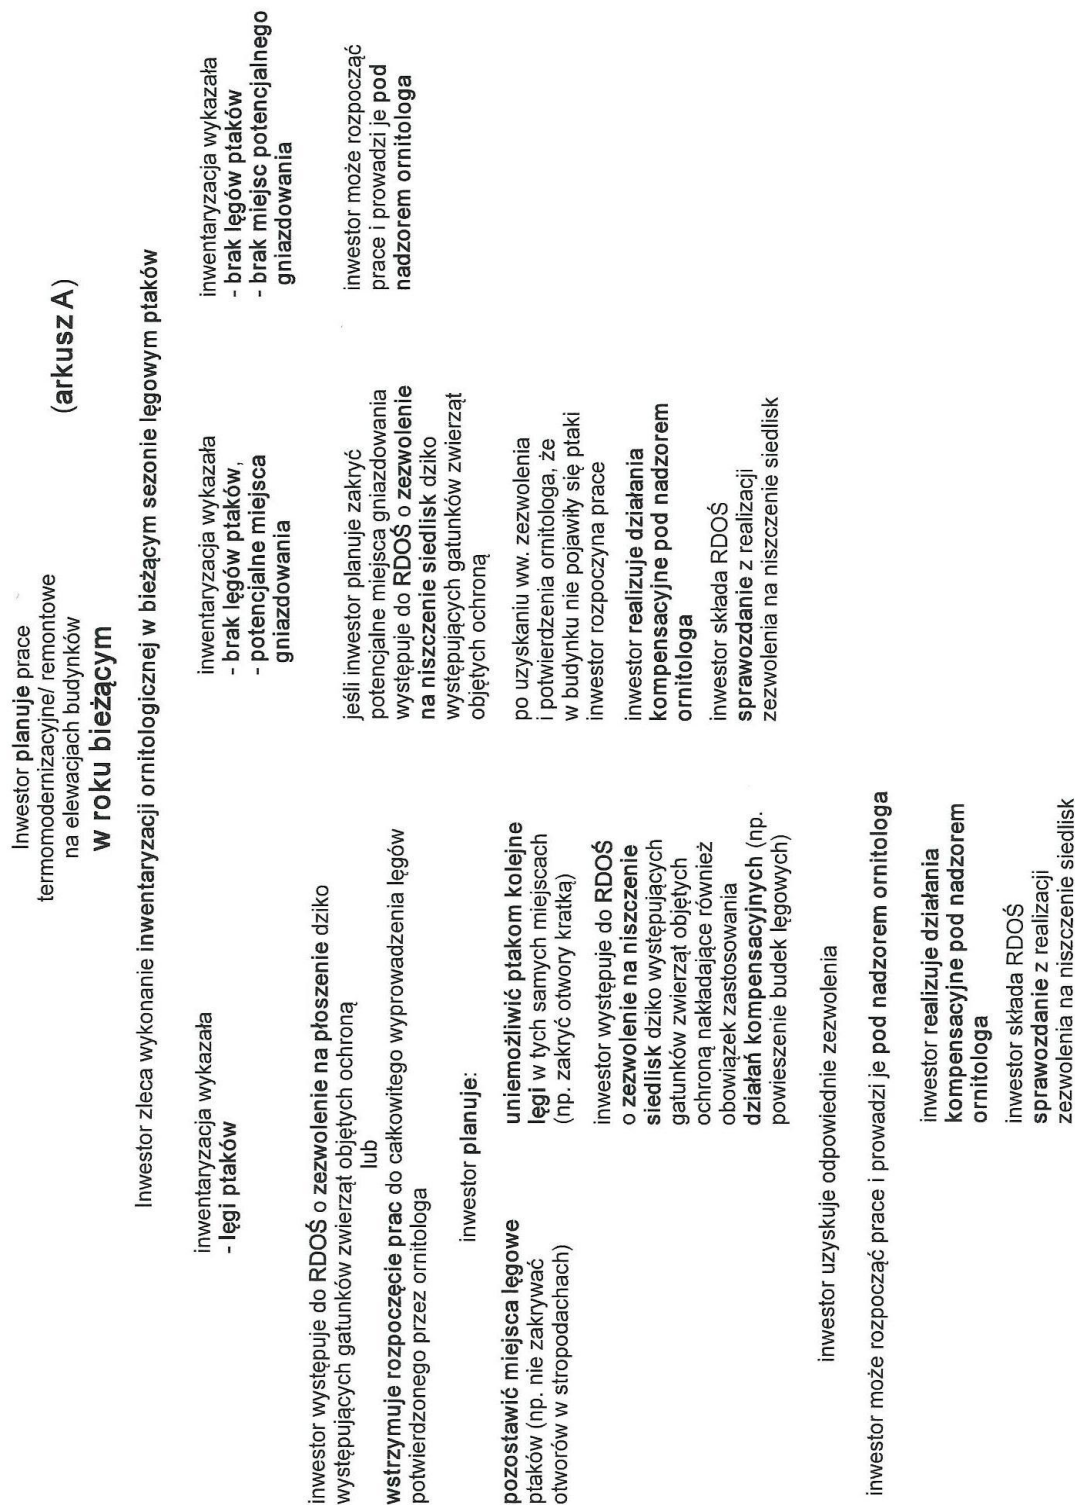 Inwestor planuje prace
termomodernizacyjne/ remontowe
na elewacjach budynków
w roku bieżącym
(arkusz A)
Inwestor zleca wykonanie inwentaryzacji ornitologicznej w bieżącym sezonie lęgowym ptaków
inwentaryzacja wykazała
- lęgi ptaków
inwestor występuje do RDOŚ o zezwolenie na płoszenie dziko
występujących gatunków zwierząt objętych ochroną
lub
wstrzymuje rozpoczęcie prac do całkowitego wyprowadzenia lęgów
potwierdzonego przez ornitologa
inwestor planuje:
pozostawić miejsca lęgowe
ptaków (np. nie zakrywać
otworów w stropodachach)
uniemożliwić ptakom kolejne
lęgi w tych samych miejscach
(np. zakryć otwory kratką)
inwestor występuje do RDOŚ
o zezwolenie na niszczenie
siedlisk dziko występujących
gatunków zwierząt objętych
ochroną nakładające również
obowiązek zastosowania
działań kompensacyjnych (np.
powieszenie budek lęgowych)
inwestor uzyskuje odpowiednie zezwolenia
inwestor może rozpocząć prace i prowadzi je pod nadzorem ornitologa
inwestor realizuje działania
kompensacyjne pod nadzorem
ornitologa
inwestor składa RDOŚ
sprawozdanie z realizacji
zezwolenia na niszczenie siedlisk
inwentaryzacja wykazała
- brak lęgów ptaków,
- potencjalne miejsca
gniazdowania
jeśli inwestor planuje zakryć
potencjalne miejsca gniazdowania
występuje do RDOŚ o zezwolenie
na niszczenie siedlisk dziko
występujących gatunków zwierząt
objętych ochroną
po uzyskaniu ww. zezwolenia
i potwierdzenia ornitologa, że
w budynku nie pojawiły się ptaki
inwestor rozpoczyna prace
inwestor realizuje działania
kompensacyjne pod nadzorem
ornitologa
inwestor składa RDOŚ
sprawozdanie z realizacji
zezwolenia na niszczenie siedlisk
inwentaryzacja wykazała
- brak lęgów ptaków
- brak miejsc potencjalnego
gniazdowania
inwestor może rozpocząć
prace i prowadzi je pod
nadzorem ornitologa